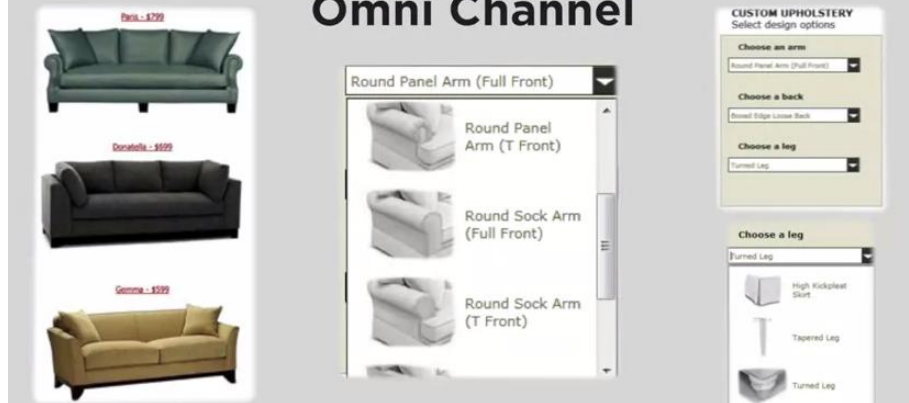 Omni Channel
Paris - $799
Donatella - $699
Gemma - $599
Round Panel Arm (Full Front)
Round Panel
Arm (T Front)
Round Sock Arm
(Full Front)
Round Sock Arm
(T Front)
CUSTOM UPHOLSTERY
Select design options
Choose an arm
Round Panel Arm (Full Front)
Choose a back
Boxed Edge Loose Back
Choose a leg
Turned Leg
Choose a leg
Turned Leg
High Kickpleat
Skirt
Tapered Leg
Turned Leg